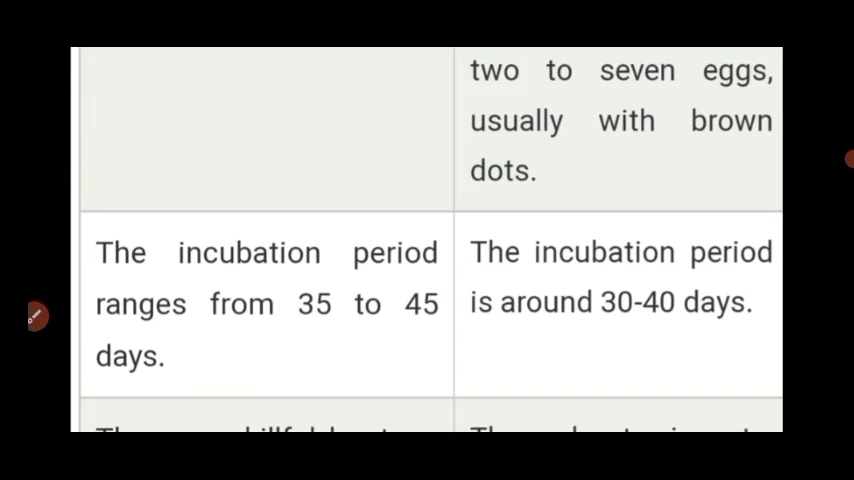 two to seven eggs,
usually with brown
dots.
The incubation period
ranges from 35 to 45
days.
The incubation period
is around 30-40 days.